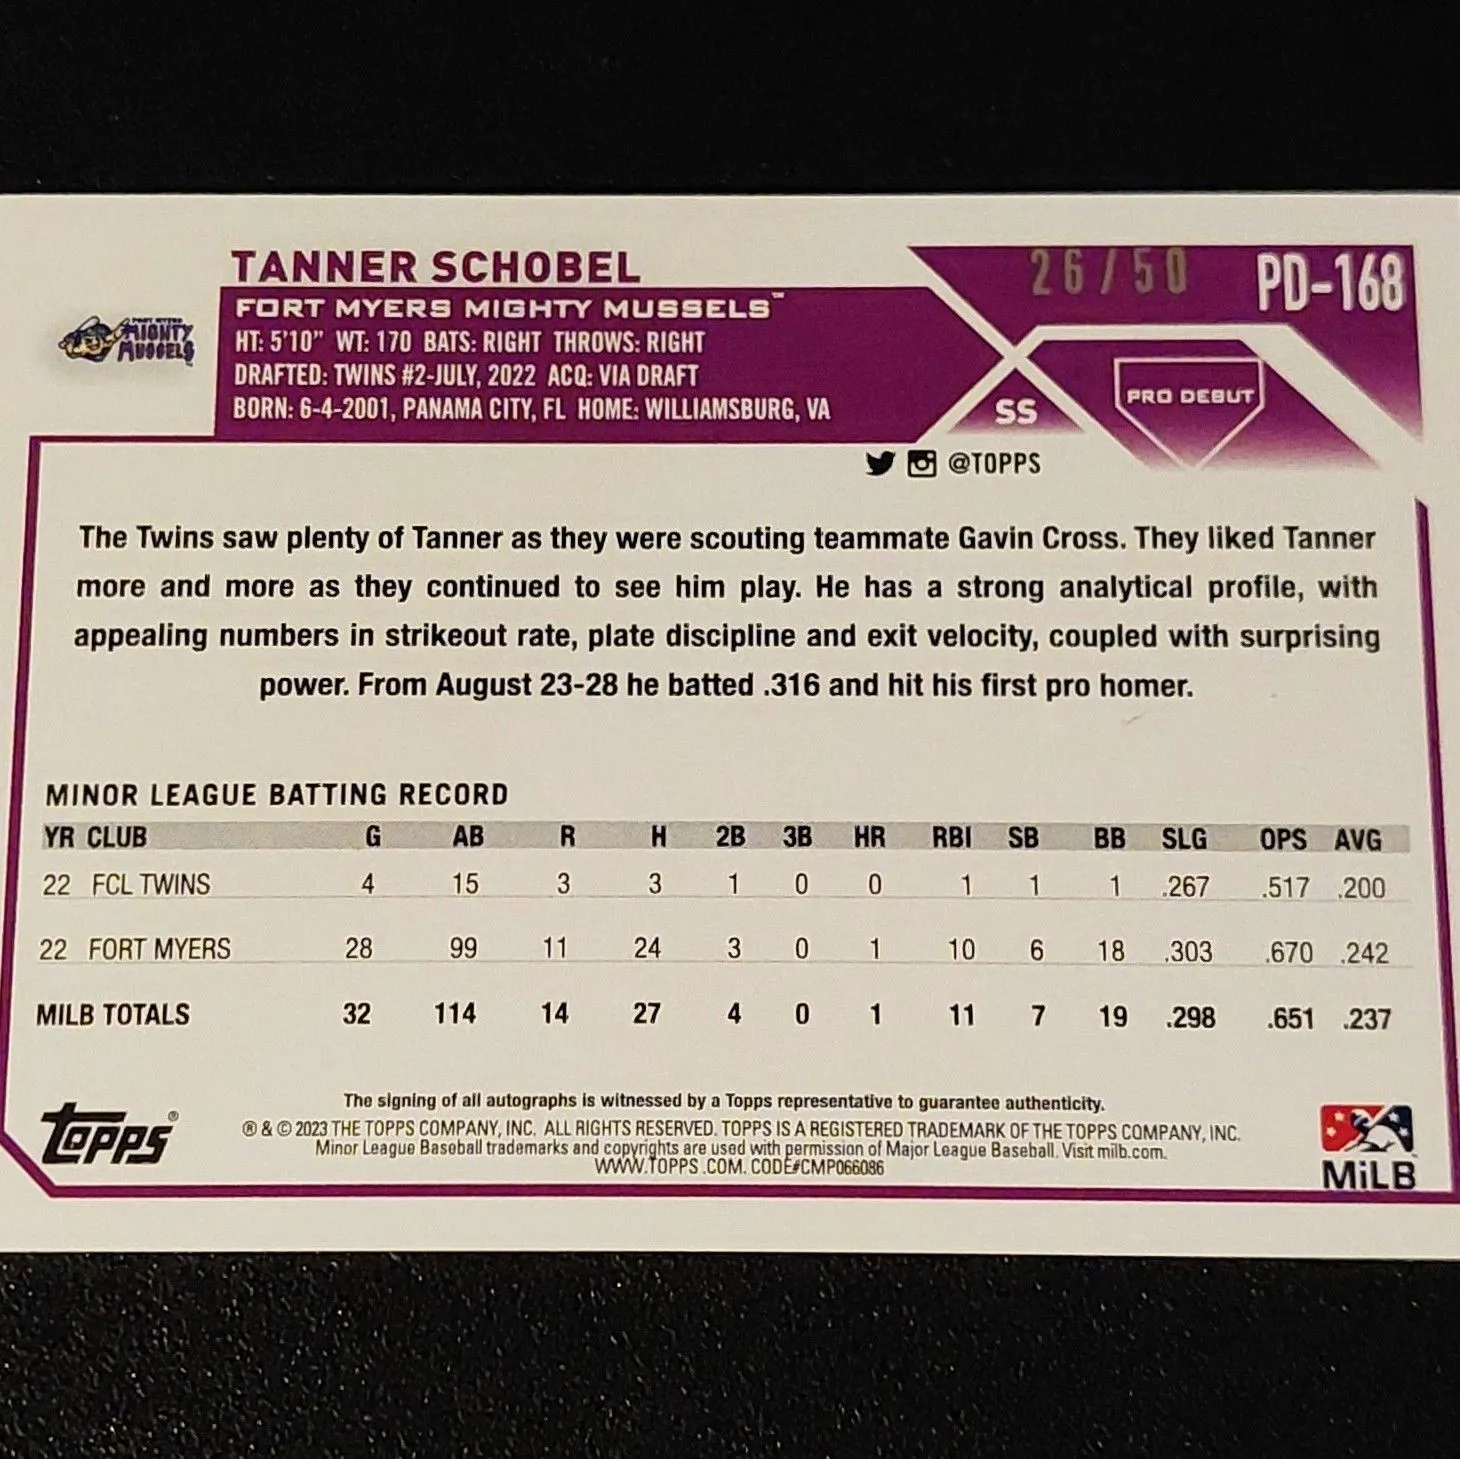 TANNER SCHOBEL
26/50
PD-168
FORT MYERS MIGHTY MUSSELS™
FORT MYERS
MIGHTY
MUSSELS
HT: 5'10" WT: 170 BATS: RIGHT THROWS: RIGHT
DRAFTED: TWINS #2-JULY, 2022 ACQ: VIA DRAFT
BORN: 6-4-2001, PANAMA CITY, FL HOME: WILLIAMSBURG, VA
SS
PRO DEBUT
@TOPPS
The Twins saw plenty of Tanner as they were scouting teammate Gavin Cross. They liked Tanner
more and more as they continued to see him play. He has a strong analytical profile, with
appealing numbers in strikeout rate, plate discipline and exit velocity, coupled with surprising
power. From August 23-28 he batted .316 and hit his first pro homer.
MINOR LEAGUE BATTING RECORD
YR CLUB G AB R H 2B 3B HR RBI SB BB SLG OPS AVG
22 FCL TWINS 4 15 3 3 1 0 0 1 1 1 .267 .517 .200
22 FORT MYERS 28 99 11 24 3 0 1 10 6 18 .303 .670 .242
MILB TOTALS 32 114 14 27 4 0 1 11 7 19 .298 .651 .237
The signing of all autographs is witnessed by a Topps representative to guarantee authenticity.
® & © 2023 THE TOPPS COMPANY, INC. ALL RIGHTS RESERVED. TOPPS IS A REGISTERED TRADEMARK OF THE TOPPS COMPANY, INC.
Minor League Baseball trademarks and copyrights are used with permission of Major League Baseball. Visit milb.com.
WWW.TOPPS.COM. CODE#CMP066086
Topps®
MiLB